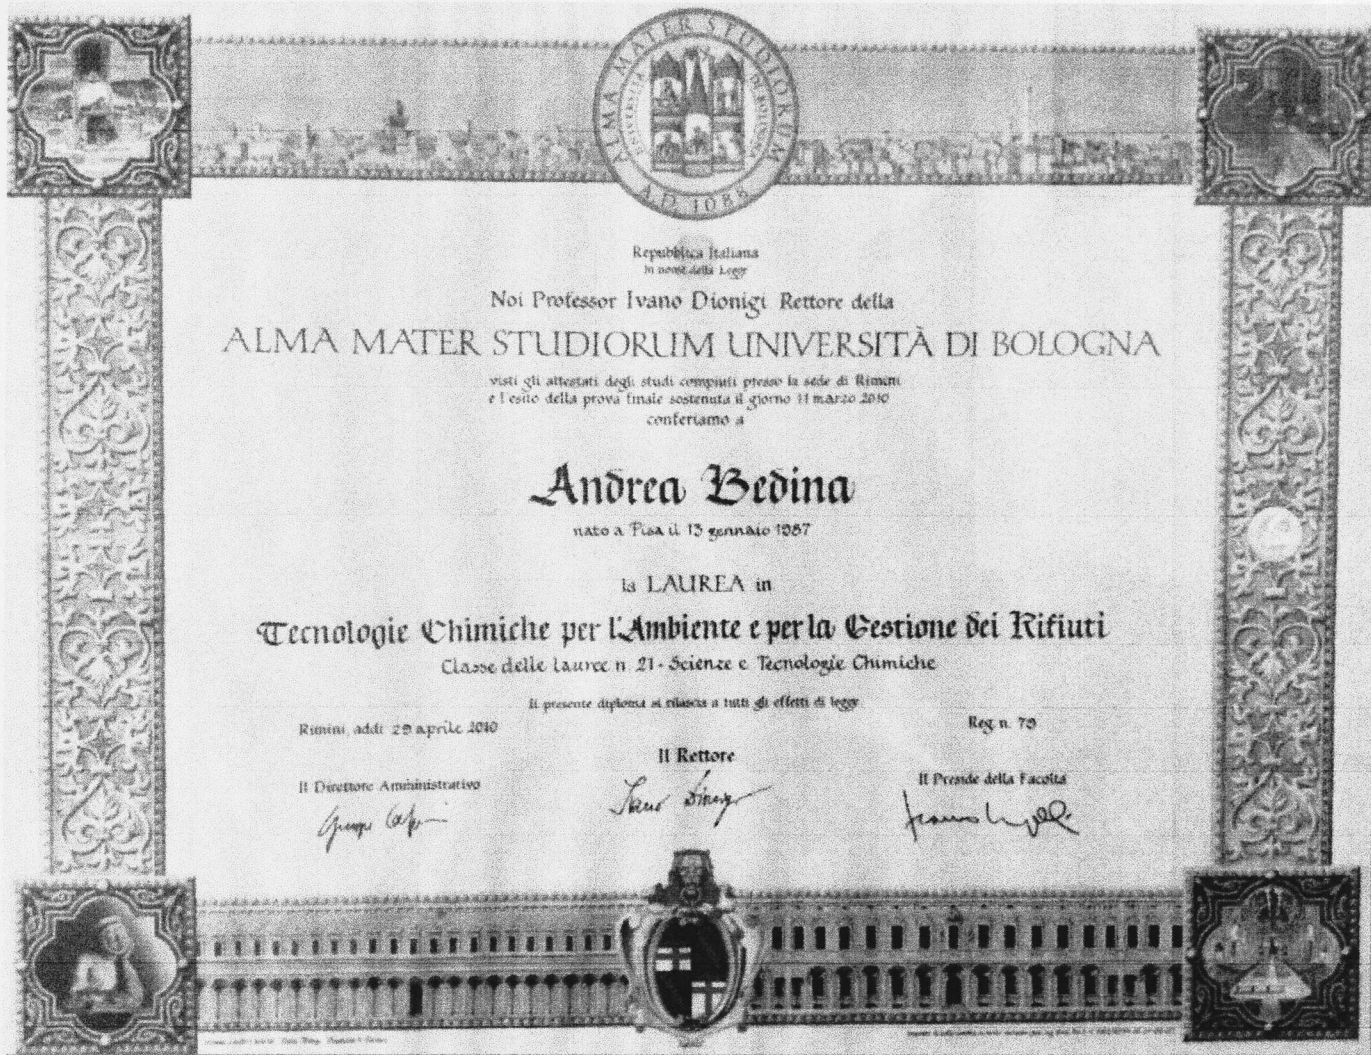 ALMA MATER STUDIORUM
A.D. 1088
Repubblica Italiana
In nome della Legge
Noi Professor Ivano Dionigi Rettore della
ALMA MATER STUDIORUM UNIVERSITÀ DI BOLOGNA
visti gli attestati degli studi compiuti presso la sede di Rimini
e l'esito della prova finale sostenuta il giorno 11 marzo 2010
conferiamo a
Andrea Bedina
nato a Pisa il 13 gennaio 1987
la LAUREA in
Tecnologie Chimiche per l'Ambiente e per la Gestione dei Rifiuti
Classe delle lauree n. 21 - Scienze e Tecnologie Chimiche
Il presente diploma si rilascia a tutti gli effetti di legge
Rimini, addì 29 aprile 2010
Reg. n. 79
Il Rettore
Il Direttore Amministrativo
Il Preside della Facoltà